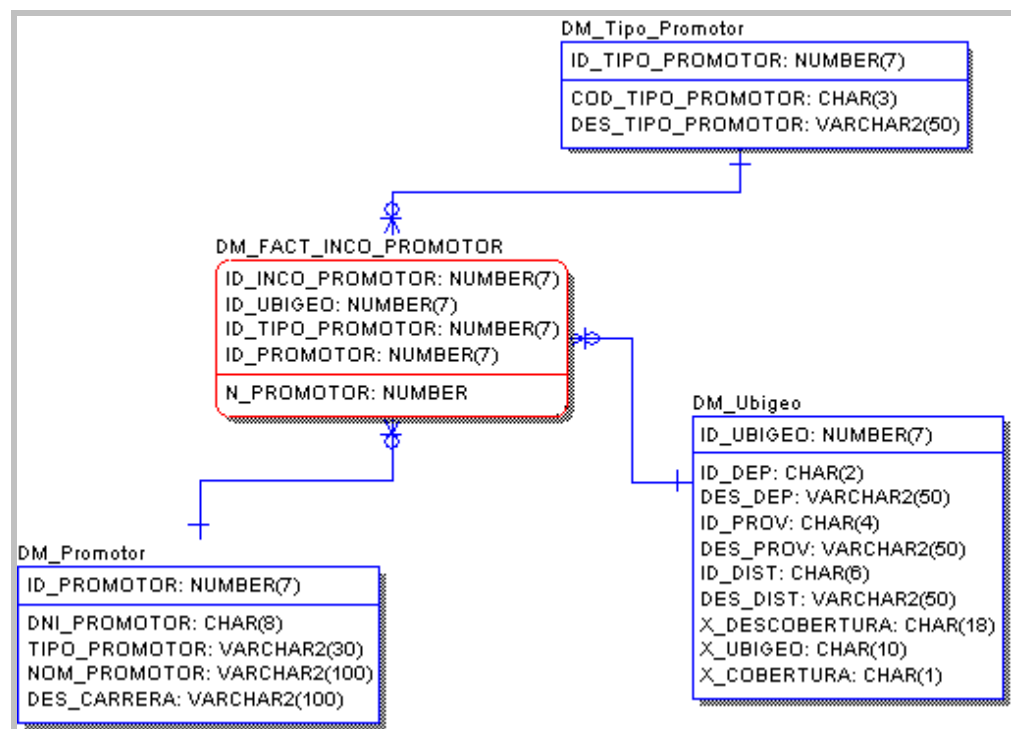 DM_Tipo_Promotor
ID_TIPO_PROMOTOR: NUMBER(7)
COD_TIPO_PROMOTOR: CHAR(3)
DES_TIPO_PROMOTOR: VARCHAR2(50)
DM_FACT_INCO_PROMOTOR
ID_INCO_PROMOTOR: NUMBER(7)
ID_UBIGEO: NUMBER(7)
ID_TIPO_PROMOTOR: NUMBER(7)
ID_PROMOTOR: NUMBER(7)
N_PROMOTOR: NUMBER
DM_Ubigeo
ID_UBIGEO: NUMBER(7)
ID_DEP: CHAR(2)
DES_DEP: VARCHAR2(50)
ID_PROV: CHAR(4)
DES_PROV: VARCHAR2(50)
ID_DIST: CHAR(6)
DES_DIST: VARCHAR2(50)
X_DESCOBERTURA: CHAR(18)
X_UBIGEO: CHAR(10)
X_COBERTURA: CHAR(1)
DM_Promotor
ID_PROMOTOR: NUMBER(7)
DNI_PROMOTOR: CHAR(8)
TIPO_PROMOTOR: VARCHAR2(30)
NOM_PROMOTOR: VARCHAR2(100)
DES_CARRERA: VARCHAR2(100)